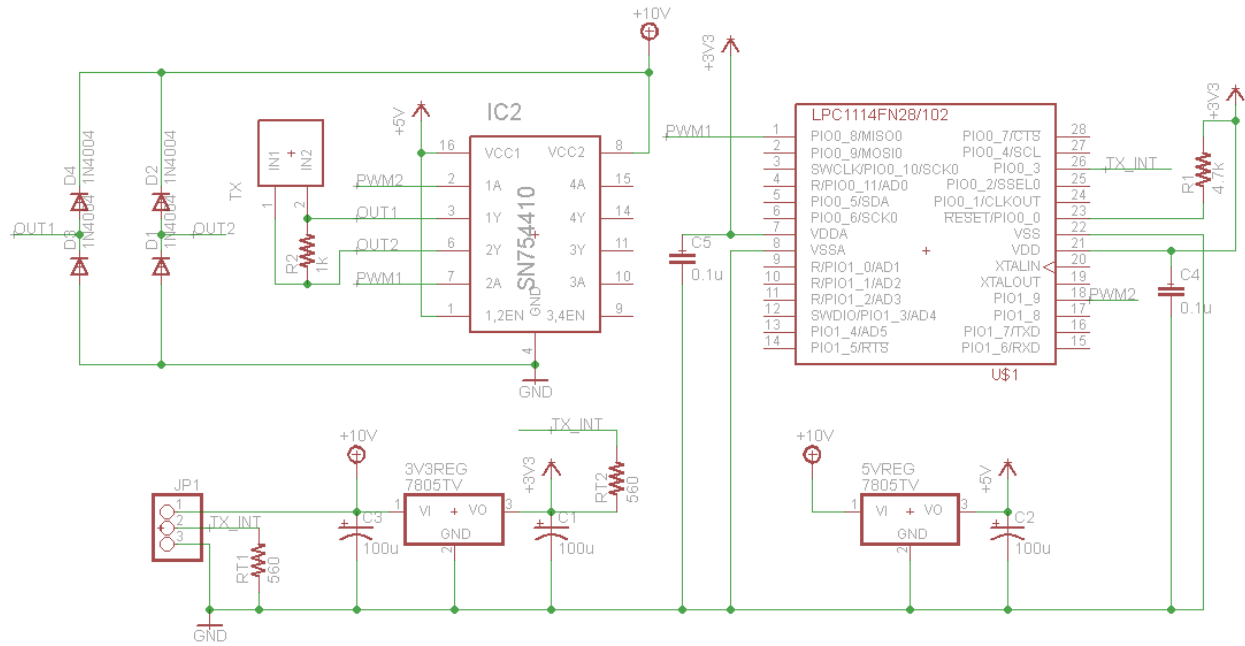 +10V
+3V3
+3V3
+5V
IC2
LPC1114FN28/102
D4
1N4004
D2
1N4004
IN1
IN2
+
TX
1
2
PWM1
OUT1
OUT2
D3
1N4004
D1
1N4004
R2
1k
PWM2
OUT1
OUT2
PWM1
16 VCC1 VCC2 8
2 1A 4A 15
3 1Y 4Y 14
6 2Y 3Y 11
7 2A 3A 10
1 1,2EN 3,4EN 9
SN754410
GND
4
GND
1 PIO0_8/MISO0 PIO0_7/CTS 28
2 PIO0_9/MOSI0 PIO0_4/SCL 27
3 SWCLK/PIO0_10/SCK0 PIO0_3 26 TX_INT
4 R/PIO0_11/AD0 PIO0_2/SSEL0 25
5 PIO0_5/SDA PIO0_1/CLKOUT 24
6 PIO0_6/SCK0 RESET/PIO0_0 23
7 VDDA VSS 22
8 VSSA VDD 21
9 R/PIO1_0/AD1 XTALIN 20
10 R/PIO1_1/AD2 XTALOUT 19
11 R/PIO1_2/AD3 PIO1_9 18 PWM2
12 SWDIO/PIO1_3/AD4 PIO1_8 17
13 PIO1_4/AD5 PIO1_7/TXD 16
14 PIO1_5/RTS PIO1_6/RXD 15
U$1
R1
4.7k
C5
0.1u
C4
0.1u
+10V
3V3REG
7805TV
+3V3
TX_INT
RT2
560
+10V
5VREG
7805TV
+5V
JP1
1
2
3
TX_INT
RT1
560
C3
100u
1 VI + VO 3
GND
2
C1
100u
1 VI + VO 3
GND
2
C2
100u
GND